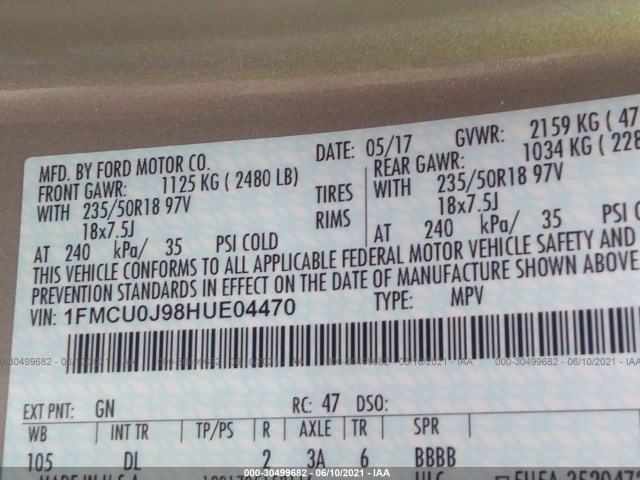 MFD. BY FORD MOTOR CO. DATE: 05/17 GVWR: 2159 KG ( 47
FRONT GAWR: 1125 KG ( 2480 LB) REAR GAWR: 1034 KG ( 228
WITH 235/50R18 97V TIRES WITH 235/50R18 97V
18x7.5J RIMS 18x7.5J
AT 240 kPa/ 35 PSI COLD AT 240 kPa/ 35 PSI CO
THIS VEHICLE CONFORMS TO ALL APPLICABLE FEDERAL MOTOR VEHICLE SAFETY AND
PREVENTION STANDARDS IN EFFECT ON THE DATE OF MANUFACTURE SHOWN ABOVE.
VIN: 1FMCU0J98HUE04470 TYPE: MPV
000-30499682 - 06/10/2021 - IAA
EXT PNT: GN RC: 47 DSO:
WB INT TR TP/PS R AXLE TR SPR
105 DL 2 3A 6 BBBB
000-30499682 - 06/10/2021 - IAA